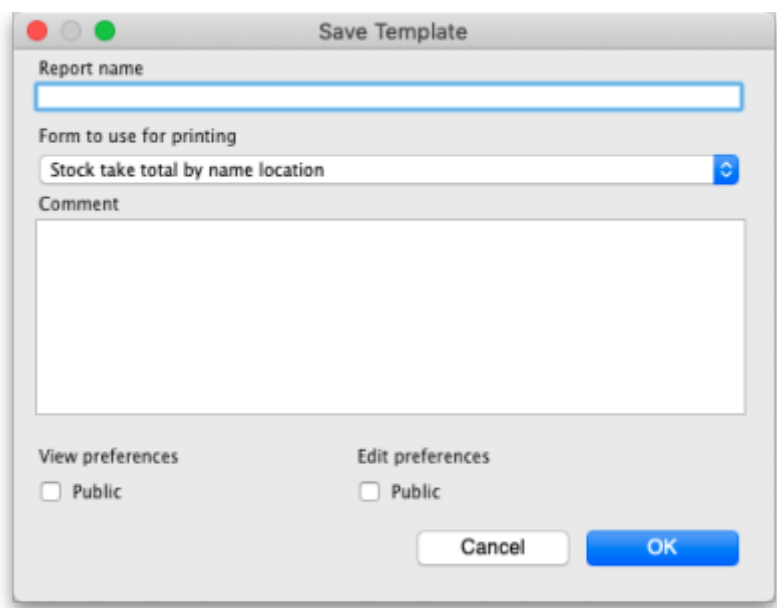 Save Template
Report name
Form to use for printing
Stock take total by name location
Comment
View preferences Edit preferences
Public Public
Cancel OK